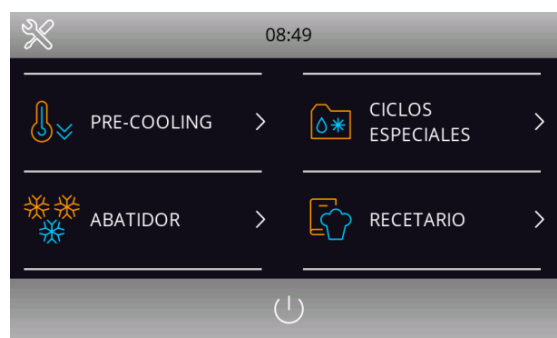 08:49
PRE-COOLING
CICLOS
ESPECIALES
ABATIDOR
RECETARIO